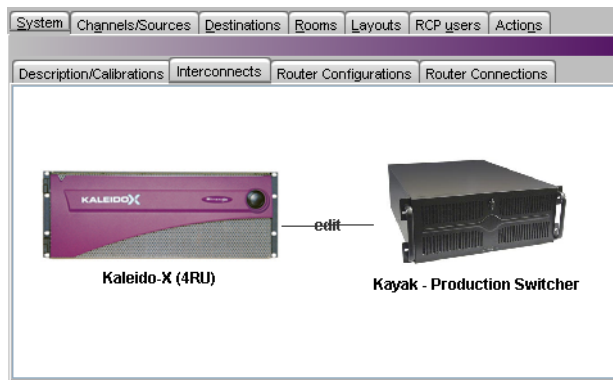 System Channels/Sources Destinations Rooms Layouts RCP users Actions
Description/Calibrations Interconnects Router Configurations Router Connections
KALEIDOX
edit
Kaleido-X (4RU)
Kayak - Production Switcher